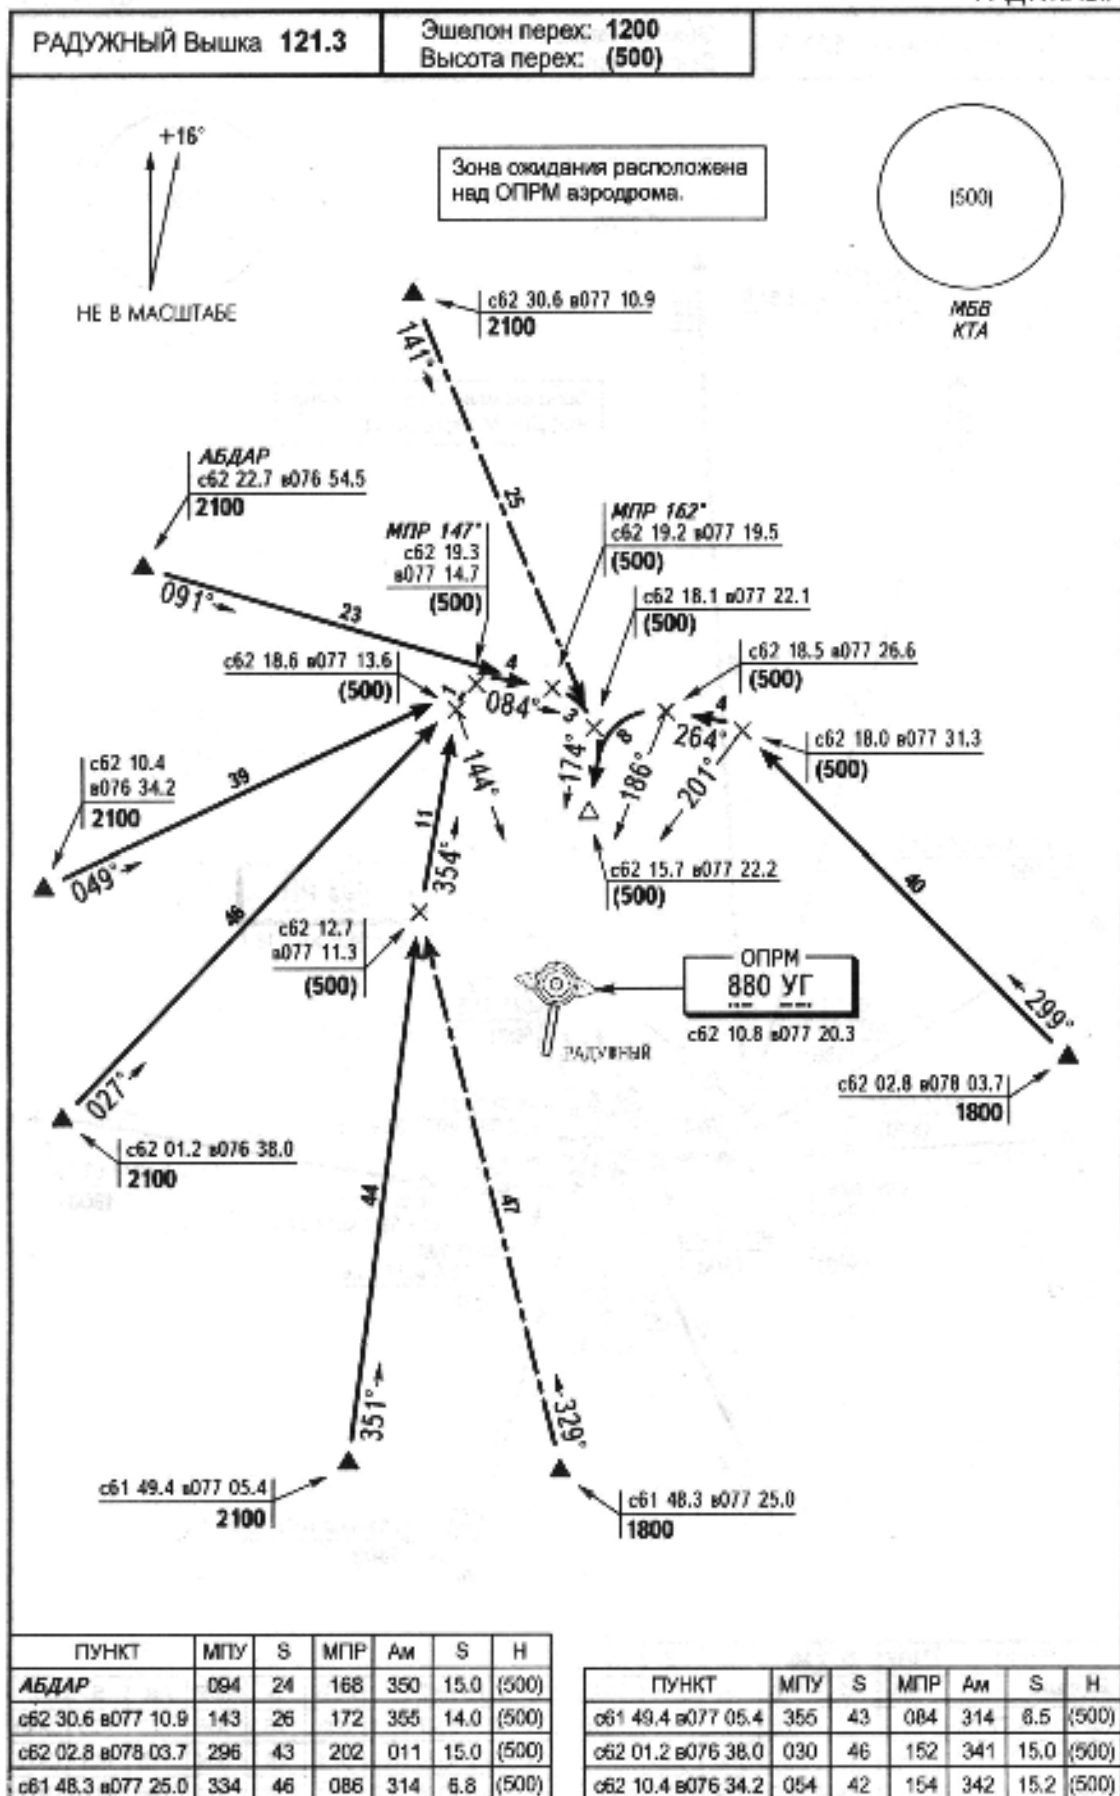 РАДУЖНЫЙ Вышка 121.3
Эшелон перех: 1200
Высота перех: (500)
+16°
НЕ В МАСШТАБЕ
Зона ожидания расположена
над ОПРМ аэродрома.
(500)
МБВ
КТА
с62 30.6 в077 10.9
2100
141°
25
АБДАР
с62 22.7 в076 54.5
2100
091°
23
МПР 147°
с62 19.3
в077 14.7
(500)
МПР 162°
с62 19.2 в077 19.5
(500)
с62 18.1 в077 22.1
(500)
с62 18.6 в077 13.6
(500)
с62 18.5 в077 26.6
(500)
1
4
084°
3
8
4
264°
с62 18.0 в077 31.3
(500)
174°
186°
201°
144°
с62 10.4
в076 34.2
2100
39
049°
11
354°
с62 15.7 в077 22.2
(500)
46
40
с62 12.7
в077 11.3
(500)
ОПРМ
880 УГ
с62 10.8 в077 20.3
РАДУЖНЫЙ
299°
с62 02.8 в078 03.7
1800
027°
с62 01.2 в076 38.0
2100
44
47
351°
329°
с61 49.4 в077 05.4
2100
с61 48.3 в077 25.0
1800
ПУНКТ МПУ S МПР Ам S Н
АБДАР 094 24 168 350 15.0 (500)
с62 30.6 в077 10.9 143 26 172 355 14.0 (500)
с62 02.8 в078 03.7 296 43 202 011 15.0 (500)
с61 48.3 в077 25.0 334 46 086 314 6.8 (500)
ПУНКТ МПУ S МПР Ам S Н
с61 49.4 в077 05.4 355 43 084 314 6.5 (500)
с62 01.2 в076 38.0 030 46 152 341 15.0 (500)
с62 10.4 в076 34.2 054 42 154 342 15.2 (500)